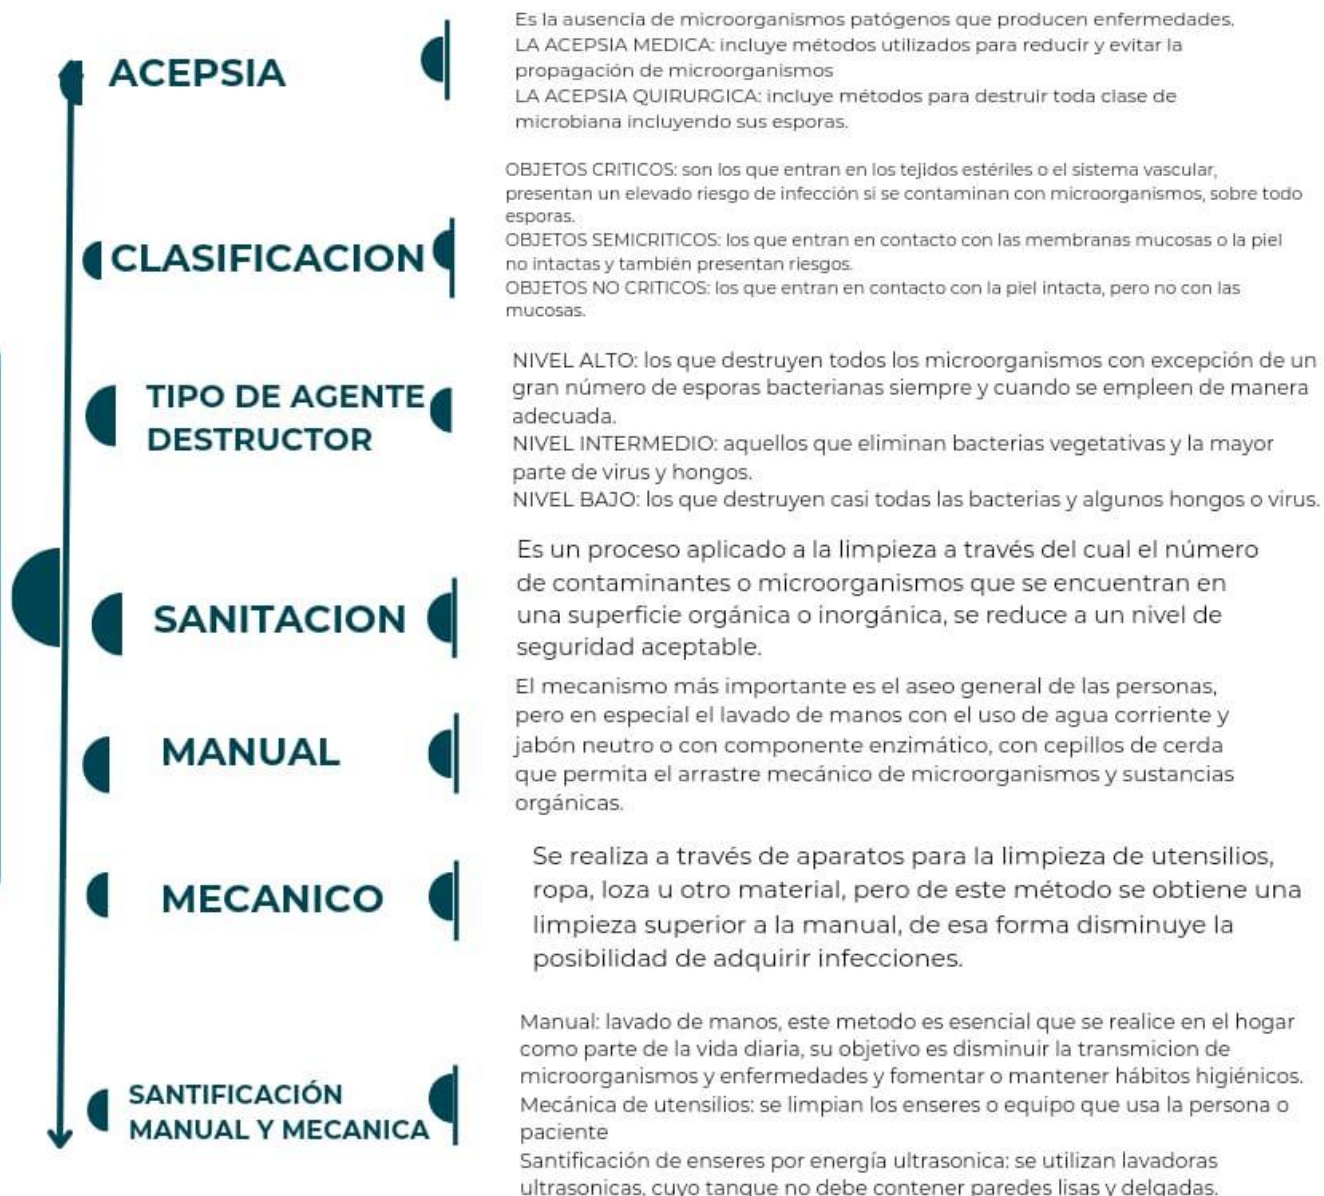 ACEPSIA
Es la ausencia de microorganismos patógenos que producen enfermedades.
LA ACEPSIA MEDICA: incluye métodos utilizados para reducir y evitar la
propagación de microorganismos
LA ACEPSIA QUIRURGICA: incluye métodos para destruir toda clase de
microbiana incluyendo sus esporas.
CLASIFICACION
OBJETOS CRITICOS: son los que entran en los tejidos estériles o el sistema vascular,
presentan un elevado riesgo de infección si se contaminan con microorganismos, sobre todo
esporas.
OBJETOS SEMICRITICOS: los que entran en contacto con las membranas mucosas o la piel
no intactas y también presentan riesgos.
OBJETOS NO CRITICOS: los que entran en contacto con la piel intacta, pero no con las
mucosas.
TIPO DE AGENTE
DESTRUCTOR
NIVEL ALTO: los que destruyen todos los microorganismos con excepción de un
gran número de esporas bacterianas siempre y cuando se empleen de manera
adecuada.
NIVEL INTERMEDIO: aquellos que eliminan bacterias vegetativas y la mayor
parte de virus y hongos.
NIVEL BAJO: los que destruyen casi todas las bacterias y algunos hongos o virus.
SANITACION
Es un proceso aplicado a la limpieza a través del cual el número
de contaminantes o microorganismos que se encuentran en
una superficie orgánica o inorgánica, se reduce a un nivel de
seguridad aceptable.
MANUAL
El mecanismo más importante es el aseo general de las personas,
pero en especial el lavado de manos con el uso de agua corriente y
jabón neutro o con componente enzimático, con cepillos de cerda
que permita el arrastre mecánico de microorganismos y sustancias
orgánicas.
MECANICO
Se realiza a través de aparatos para la limpieza de utensilios,
ropa, loza u otro material, pero de este método se obtiene una
limpieza superior a la manual, de esa forma disminuye la
posibilidad de adquirir infecciones.
SANTIFICACIÓN
MANUAL Y MECANICA
Manual: lavado de manos, este metodo es esencial que se realice en el hogar
como parte de la vida diaria, su objetivo es disminuir la transmicion de
microorganismos y enfermedades y fomentar o mantener hábitos higiénicos.
Mecánica de utensilios: se limpian los enseres o equipo que usa la persona o
paciente
Santificación de enseres por energía ultrasonica: se utilizan lavadoras
ultrasonicas, cuyo tanque no debe contener paredes lisas y delgadas.